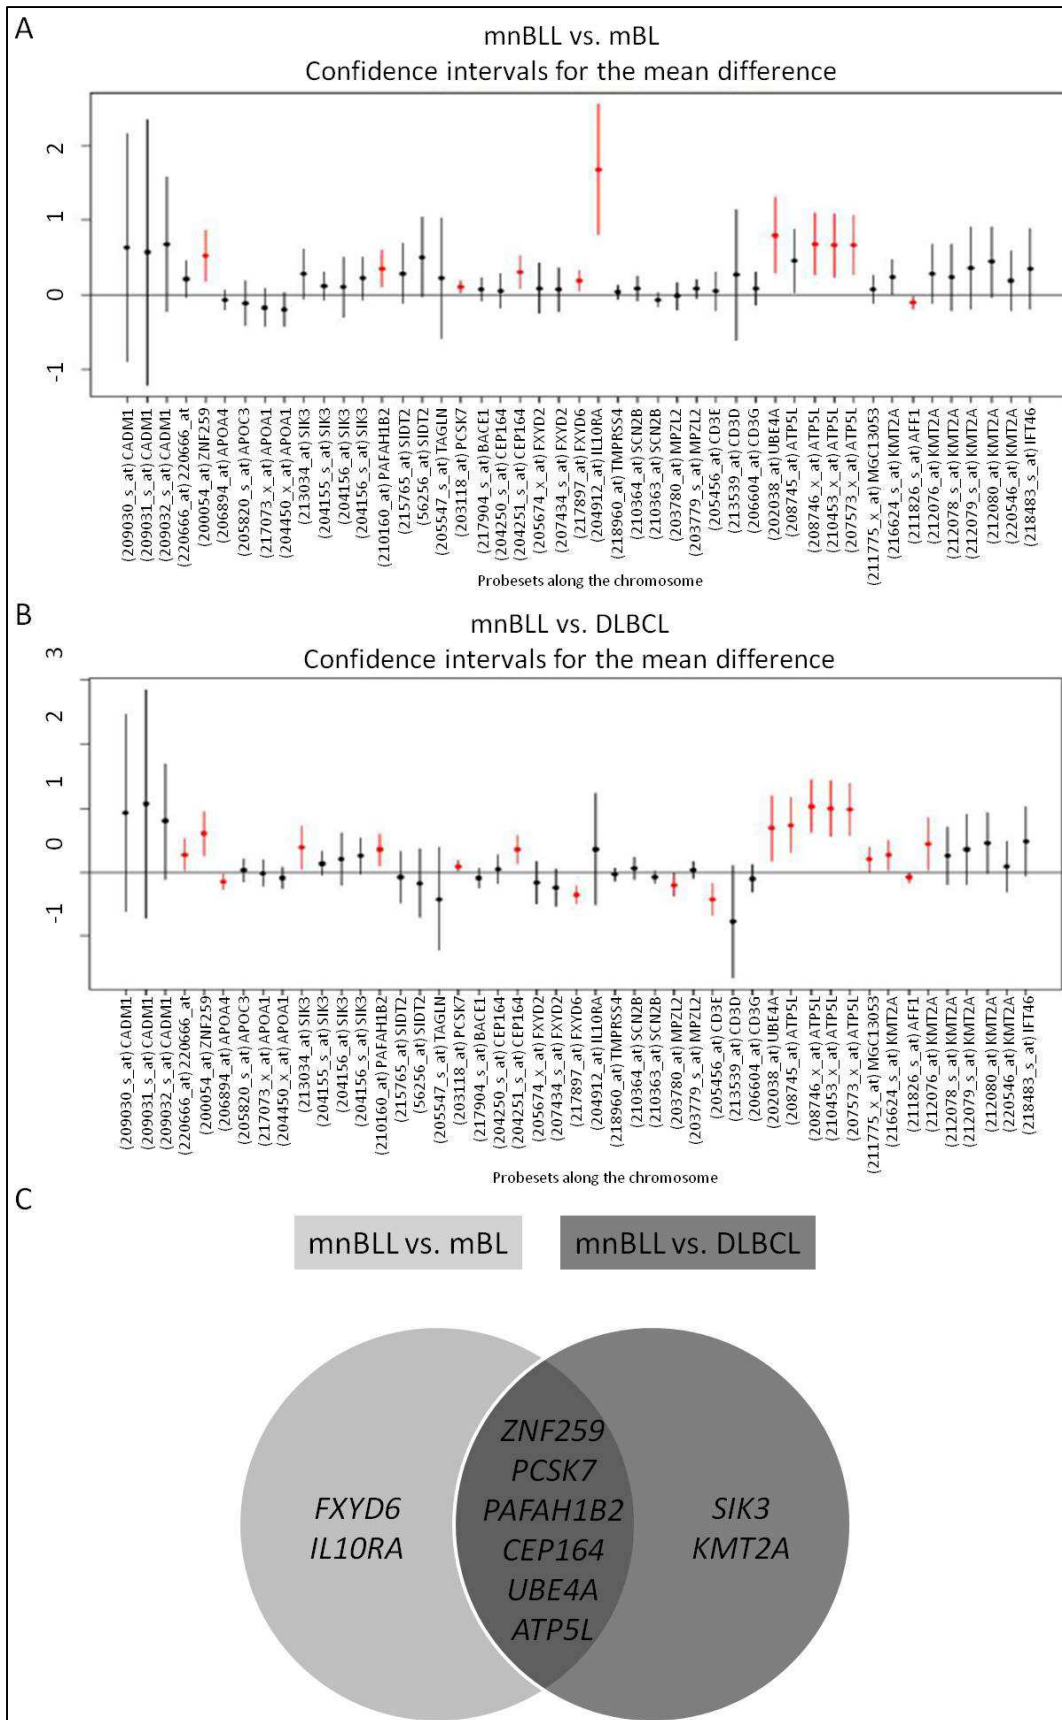 A
mnBLL vs. mBL
Confidence intervals for the mean difference
2
1
0
-1
(209030_s_at) CADM1
(209031_s_at) CADM1
(209032_s_at) CADM1
(220666_at) 220666_at
(200054_at) ZNF259
(206894_at) APOA4
(205820_s_at) APOC3
(217073_x_at) APOA1
(204450_x_at) APOA1
(213034_at) SIK3
(204155_s_at) SIK3
(204156_at) SIK3
(204156_s_at) SIK3
(210160_at) PAFAH1B2
(215765_at) SIDT2
(56256_at) SIDT2
(205547_s_at) TAGLN
(203118_at) PCSK7
(217904_s_at) BACE1
(204250_s_at) CEP164
(204251_s_at) CEP164
(205674_x_at) FXYD2
(207434_s_at) FXYD2
(217897_at) FXYD6
(204912_at) IL10RA
(218960_at) TMPRSS4
(210364_at) SCN2B
(210363_s_at) SCN2B
(203780_at) MPZL2
(203779_s_at) MPZL2
(205456_at) CD3E
(213539_at) CD3D
(206604_at) CD3G
(202038_at) UBE4A
(208745_at) ATP5L
(208746_x_at) ATP5L
(210453_x_at) ATP5L
(207573_x_at) ATP5L
(211775_x_at) MGC13053
(216624_s_at) KMT2A
(211826_s_at) AFF1
(212076_at) KMT2A
(212078_s_at) KMT2A
(212079_s_at) KMT2A
(212080_at) KMT2A
(220546_at) KMT2A
(218483_s_at) IFT46
Probesets along the chromosome
B
mnBLL vs. DLBCL
Confidence intervals for the mean difference
3
2
1
0
-1
(209030_s_at) CADM1
(209031_s_at) CADM1
(209032_s_at) CADM1
(220666_at) 220666_at
(200054_at) ZNF259
(206894_at) APOA4
(205820_s_at) APOC3
(217073_x_at) APOA1
(204450_x_at) APOA1
(213034_at) SIK3
(204155_s_at) SIK3
(204156_at) SIK3
(204156_s_at) SIK3
(210160_at) PAFAH1B2
(215765_at) SIDT2
(56256_at) SIDT2
(205547_s_at) TAGLN
(203118_at) PCSK7
(217904_s_at) BACE1
(204250_s_at) CEP164
(204251_s_at) CEP164
(205674_x_at) FXYD2
(207434_s_at) FXYD2
(217897_at) FXYD6
(204912_at) IL10RA
(218960_at) TMPRSS4
(210364_at) SCN2B
(210363_s_at) SCN2B
(203780_at) MPZL2
(203779_s_at) MPZL2
(205456_at) CD3E
(213539_at) CD3D
(206604_at) CD3G
(202038_at) UBE4A
(208745_at) ATP5L
(208746_x_at) ATP5L
(210453_x_at) ATP5L
(207573_x_at) ATP5L
(211775_x_at) MGC13053
(216624_s_at) KMT2A
(211826_s_at) AFF1
(212076_at) KMT2A
(212078_s_at) KMT2A
(212079_s_at) KMT2A
(212080_at) KMT2A
(220546_at) KMT2A
(218483_s_at) IFT46
Probesets along the chromosome
C
mnBLL vs. mBL
mnBLL vs. DLBCL
FXYD6
IL10RA
ZNF259
PCSK7
PAFAH1B2
CEP164
UBE4A
ATP5L
SIK3
KMT2A